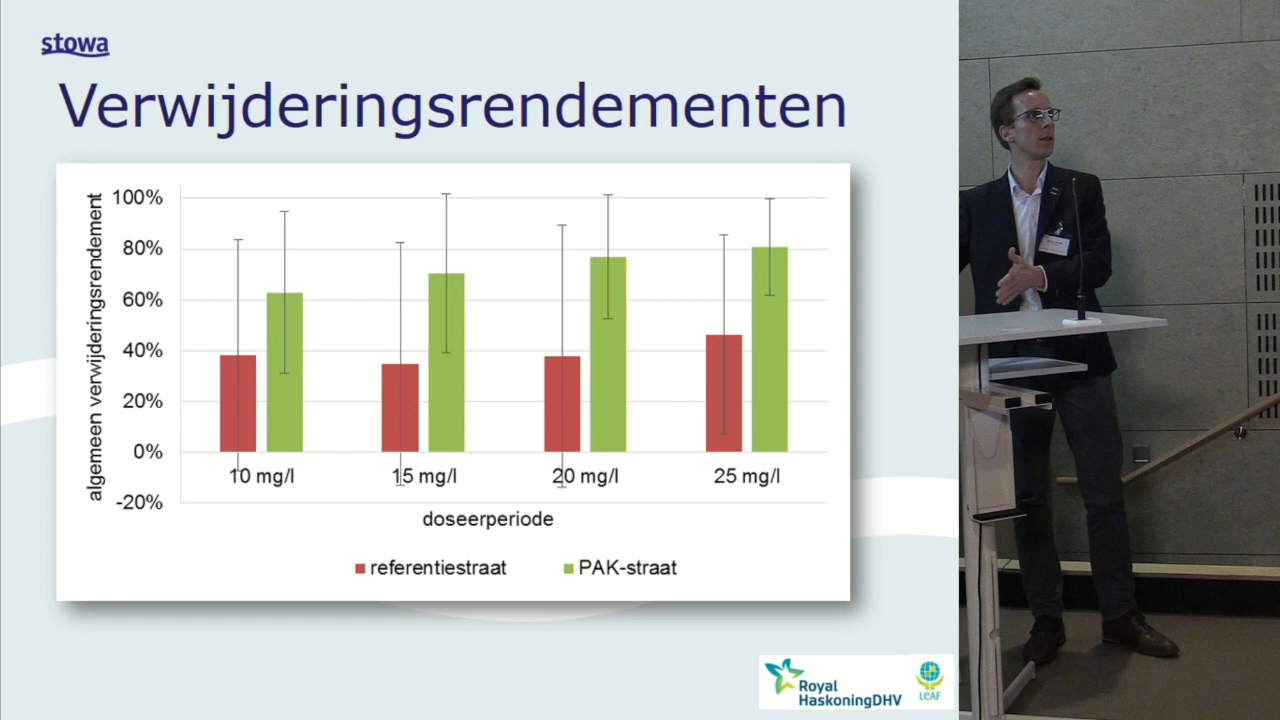 stowa
Verwijderingsrendementen
algemeen verwijderingsrendement
100%
80%
60%
40%
20%
0%
-20%
10 mg/l 15 mg/l 20 mg/l 25 mg/l
doseerperiode
referentiestraat PAK-straat
Royal
HaskoningDHV
LeAF